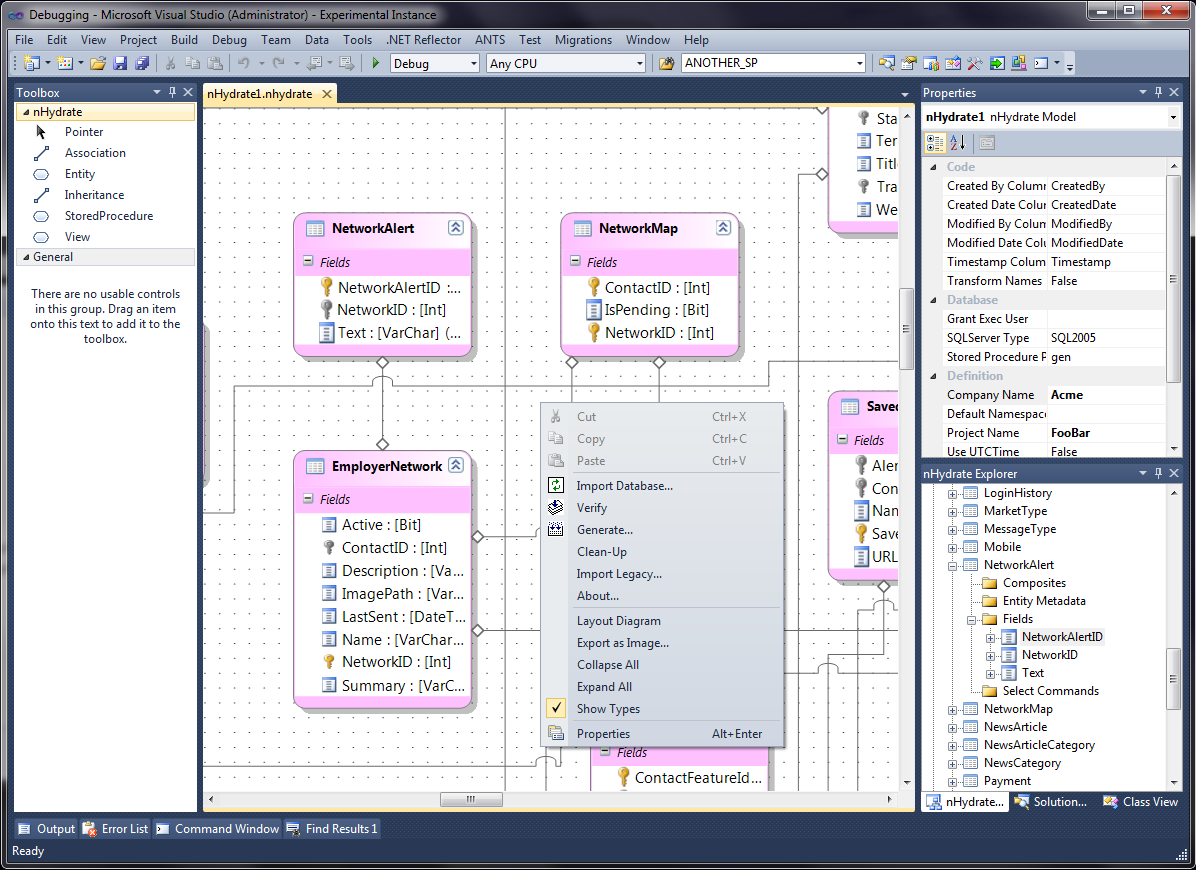 Debugging - Microsoft Visual Studio (Administrator) - Experimental Instance
File Edit View Project Build Debug Team Data Tools .NET Reflector ANTS Test Migrations Window Help
Debug Any CPU ANOTHER_SP
Toolbox
nHydrate
Pointer
Association
Entity
Inheritance
StoredProcedure
View
General
There are no usable controls
in this group. Drag an item
onto this text to add it to the
toolbox.
nHydrate1.nhydrate
NetworkAlert
Fields
NetworkAlertID :...
NetworkID : [Int]
Text : [VarChar] (...
NetworkMap
Fields
ContactID : [Int]
IsPending : [Bit]
NetworkID : [Int]
Sta
Ter
Titl
Tra
We
EmployerNetwork
Fields
Active : [Bit]
ContactID : [Int]
Description : [Va...
ImagePath : [Var...
LastSent : [DateT...
Name : [VarChar...
NetworkID : [Int]
Summary : [VarC...
Saved
Fields
Aler
Con
Nan
Save
URL
Cut Ctrl+X
Copy Ctrl+C
Paste Ctrl+V
Import Database...
Verify
Generate...
Clean-Up
Import Legacy...
About...
Layout Diagram
Export as Image...
Collapse All
Expand All
Show Types
Properties Alt+Enter
Fields
ContactFeatureId...
Properties
nHydrate1 nHydrate Model
Code
Created By Column CreatedBy
Created Date Colu CreatedDate
Modified By Colum ModifiedBy
Modified Date Colu ModifiedDate
Timestamp Colum Timestamp
Transform Names False
Database
Grant Exec User
SQLServer Type SQL2005
Stored Procedure P gen
Definition
Company Name Acme
Default Namespace
Project Name FooBar
Use UTCTime False
nHydrate Explorer
LoginHistory
MarketType
MessageType
Mobile
NetworkAlert
Composites
Entity Metadata
Fields
NetworkAlertID
NetworkID
Text
Select Commands
NetworkMap
NewsArticle
NewsArticleCategory
NewsCategory
Payment
nHydrate... Solution... Class View
Output Error List Command Window Find Results 1
Ready